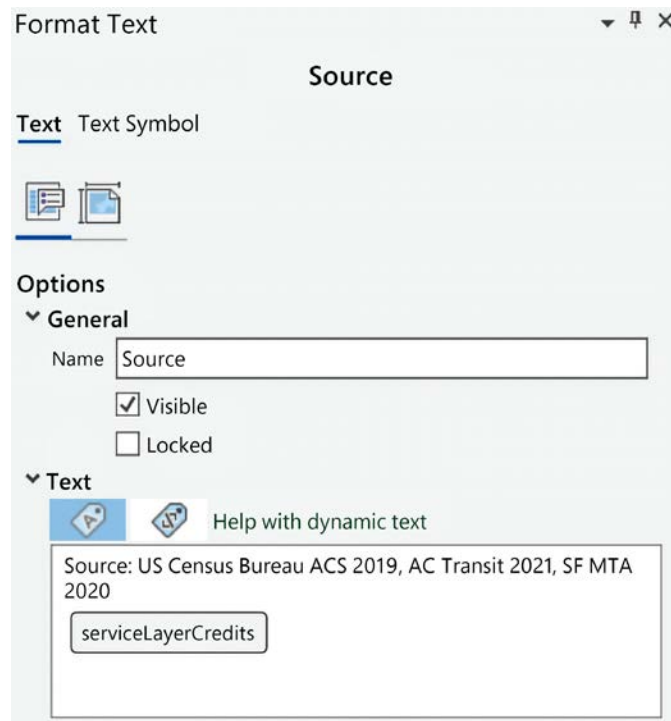 Format Text
Source
Text Text Symbol
Options
General
Name Source
Visible
Locked
Text
Help with dynamic text
Source: US Census Bureau ACS 2019, AC Transit 2021, SF MTA
2020
serviceLayerCredits